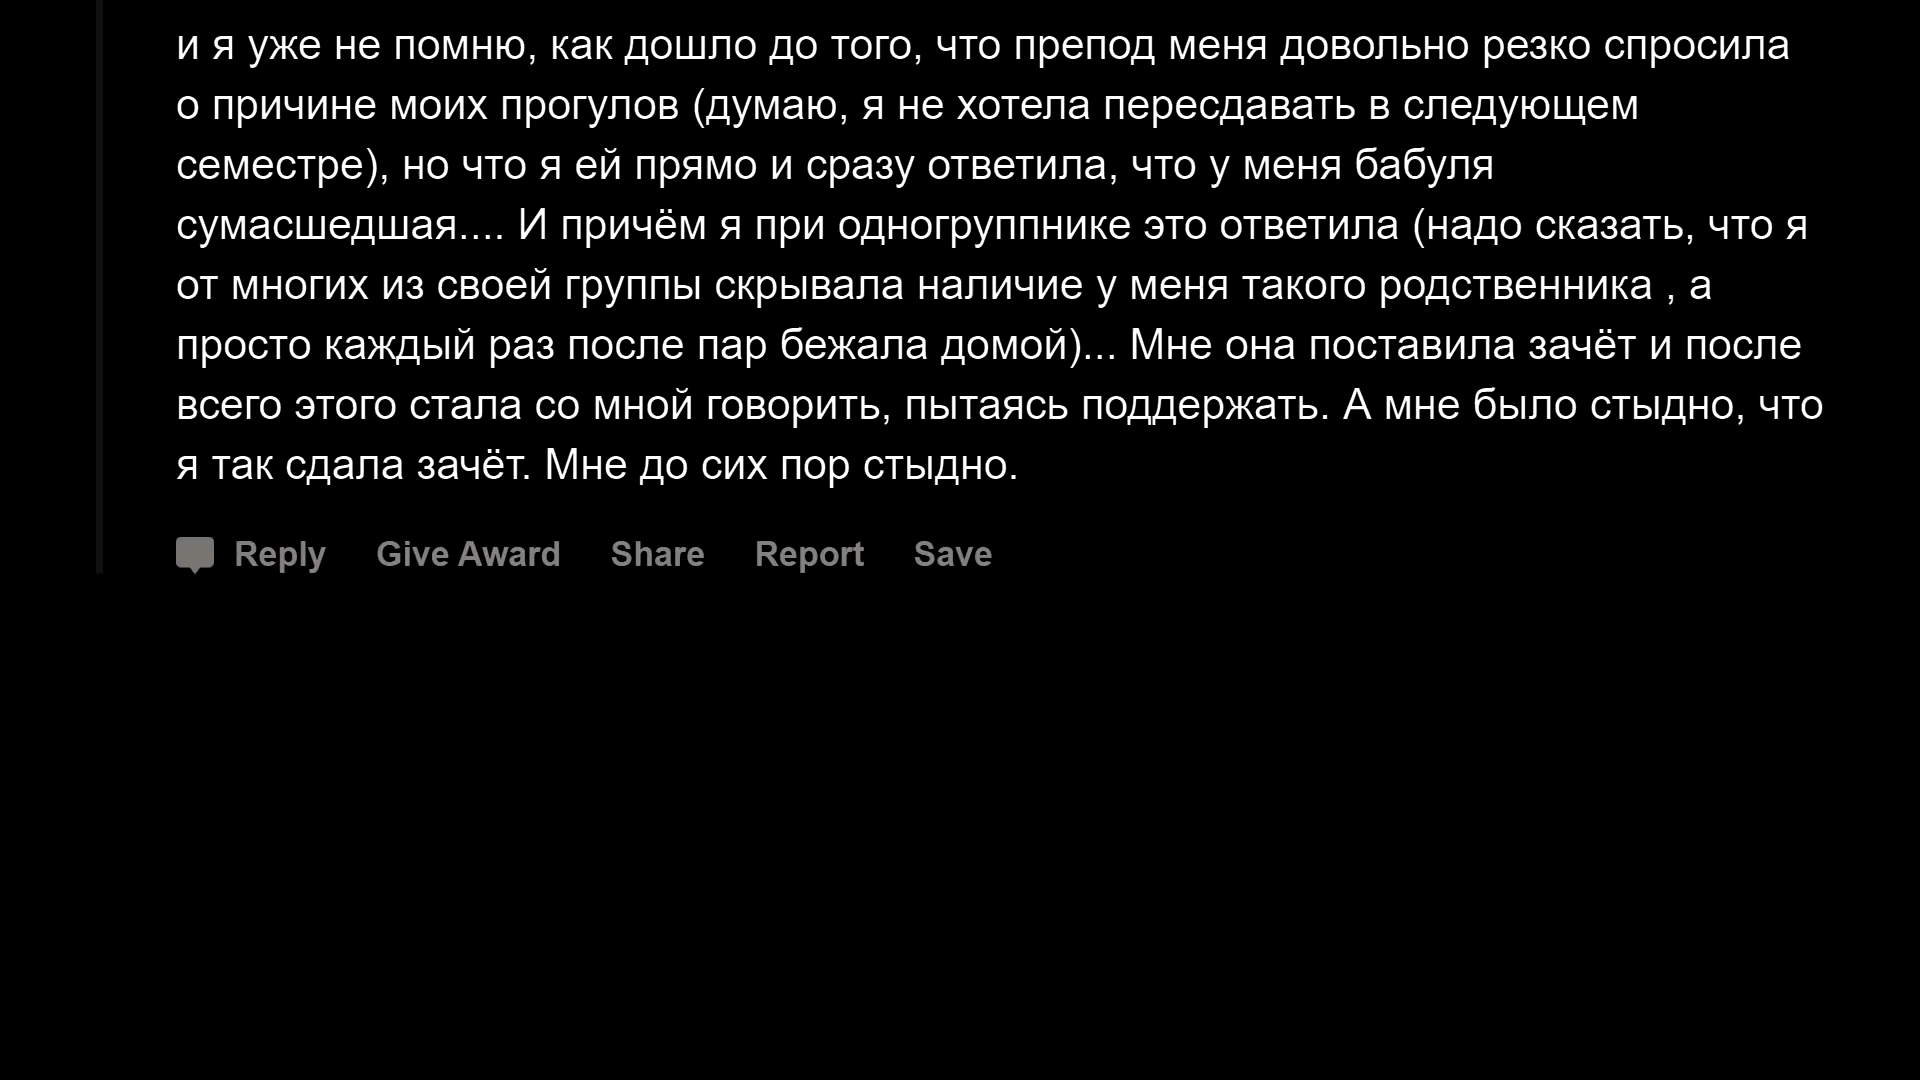 и я уже не помню, как дошло до того, что препод меня довольно резко спросила
о причине моих прогулов (думаю, я не хотела пересдавать в следующем
семестре), но что я ей прямо и сразу ответила, что у меня бабуля
сумасшедшая.... И причём я при одногруппнике это ответила (надо сказать, что я
от многих из своей группы скрывала наличие у меня такого родственника , а
просто каждый раз после пар бежала домой)... Мне она поставила зачёт и после
всего этого стала со мной говорить, пытаясь поддержать. А мне было стыдно, что
я так сдала зачёт. Мне до сих пор стыдно.
Reply Give Award Share Report Save